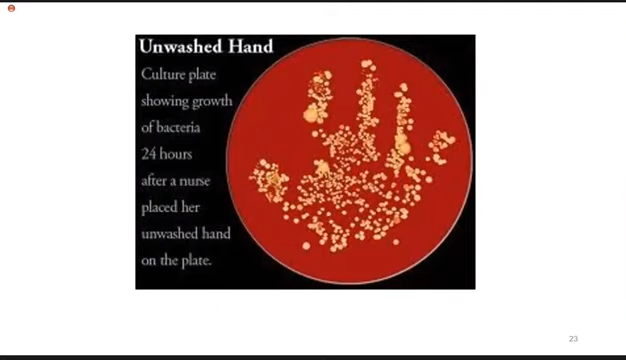 Unwashed Hand
Culture plate
showing growth
of bacteria
24 hours
after a nurse
placed her
unwashed hand
on the plate.
23